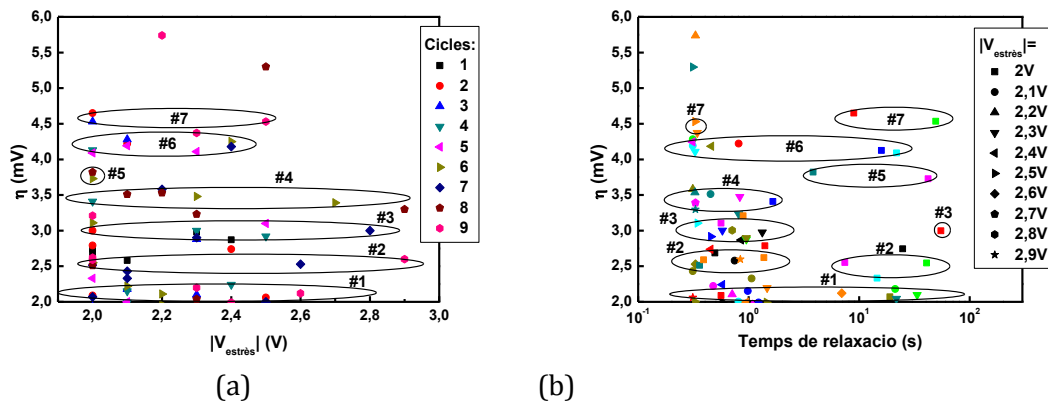 Cicles:
1
2
3
4
5
6
7
8
9
6,0
5,5
5,0
4,5
4,0
3,5
3,0
2,5
2,0
η (mV)
#7
#6
#5
#4
#3
#2
#1
2,0 2,2 2,4 2,6 2,8 3,0
|V_estrès| (V)
(a)
|V_estrès|=
2V
2,1V
2,2V
2,3V
2,4V
2,5V
2,6V
2,7V
2,8V
2,9V
6,0
5,5
5,0
4,5
4,0
3,5
3,0
2,5
2,0
η (mV)
#7 #7
#6
#5
#4
#3 #3
#2 #2
#1
10⁻¹ 10⁰ 10¹ 10²
Temps de relaxacio (s)
(b)